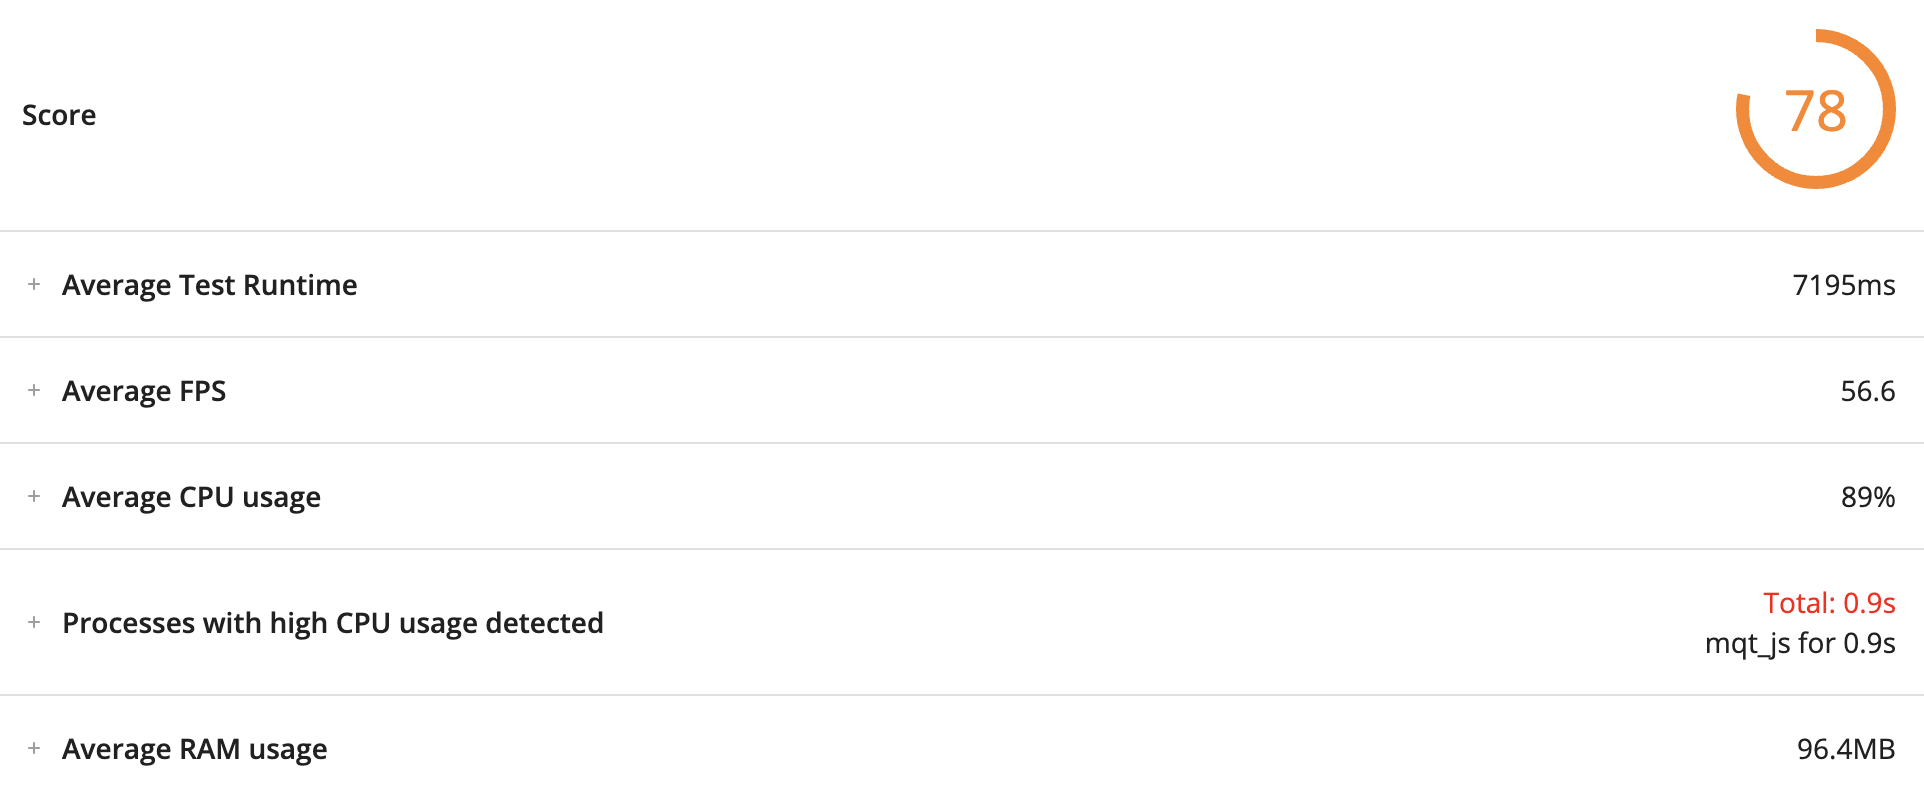 Score
78
+ Average Test Runtime 7195ms
+ Average FPS 56.6
+ Average CPU usage 89%
+ Processes with high CPU usage detected
Total: 0.9s
mqt_js for 0.9s
+ Average RAM usage 96.4MB